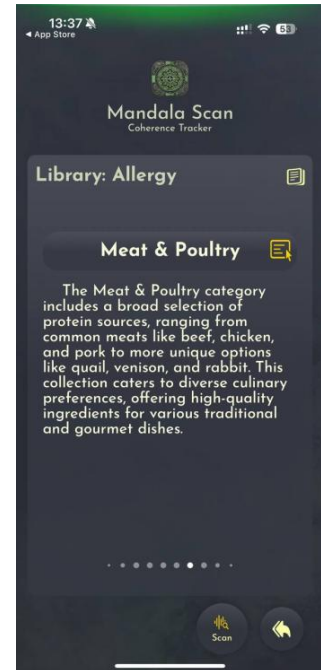 13:37
53
◀ App Store
Mandala Scan
Coherence Tracker
Library: Allergy
Meat & Poultry
The Meat & Poultry category
includes a broad selection of
protein sources, ranging from
common meats like beef, chicken,
and pork to more unique options
like quail, venison, and rabbit. This
collection caters to diverse culinary
preferences, offering high-quality
ingredients for various traditional
and gourmet dishes.
Scan